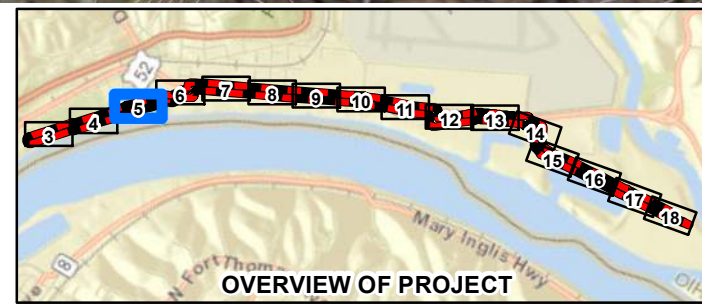 52
3 4 5 6 7 8 9 10 11 12 13 14 15 16 17 18
Mary Inglis Hwy
8
N Fort Thomas
OVERVIEW OF PROJECT